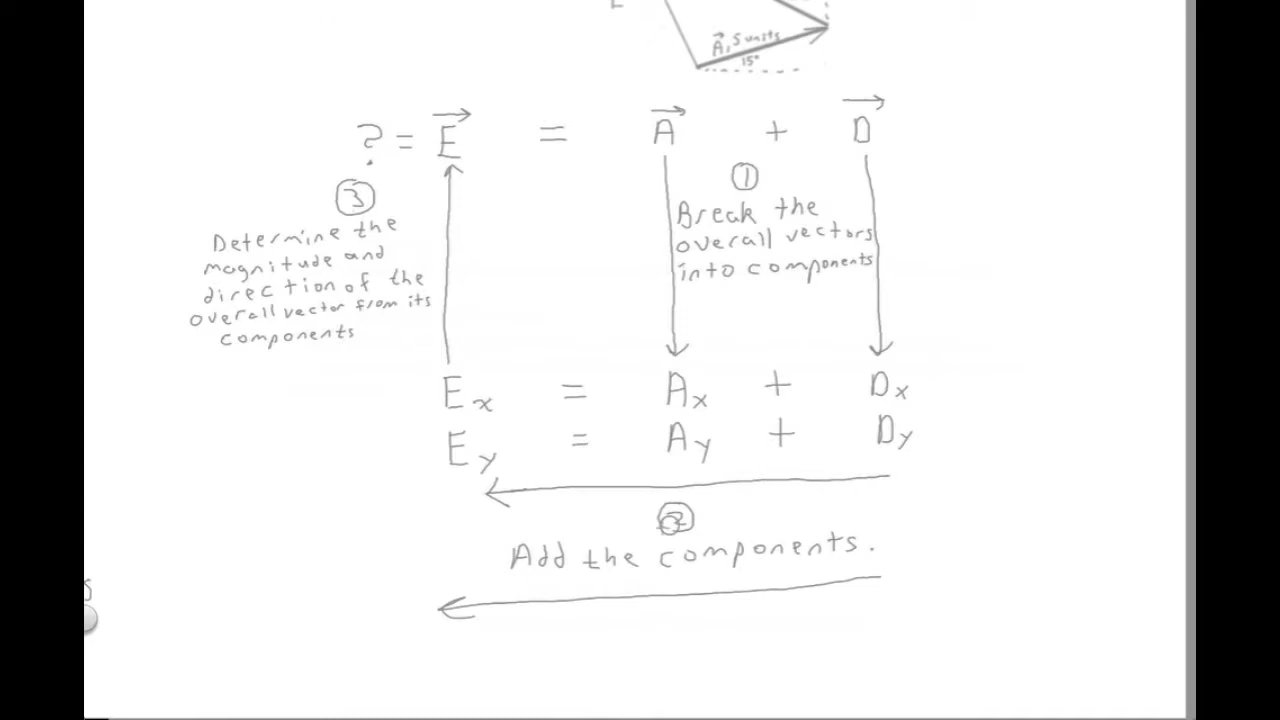 E
A, 5 units
15°
? = E = A + D
①
③
Break the
overall vectors
into components
Determine the
magnitude and
direction of the
overall vector from its
components
Ex = Ax + Dx
Ey = Ay + Dy
②
Add the components.